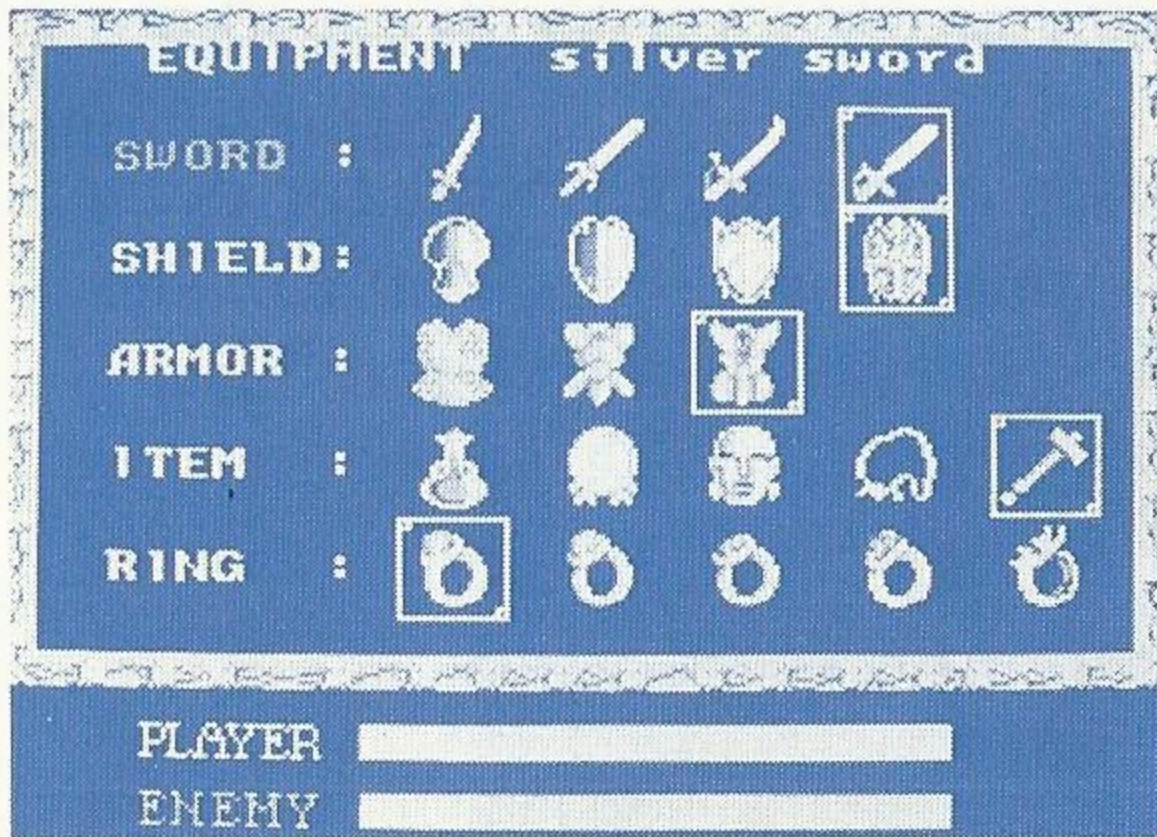 EQUIPMENT silver sword
SWORD :
SHIELD:
ARMOR :
ITEM :
RING :
PLAYER
ENEMY